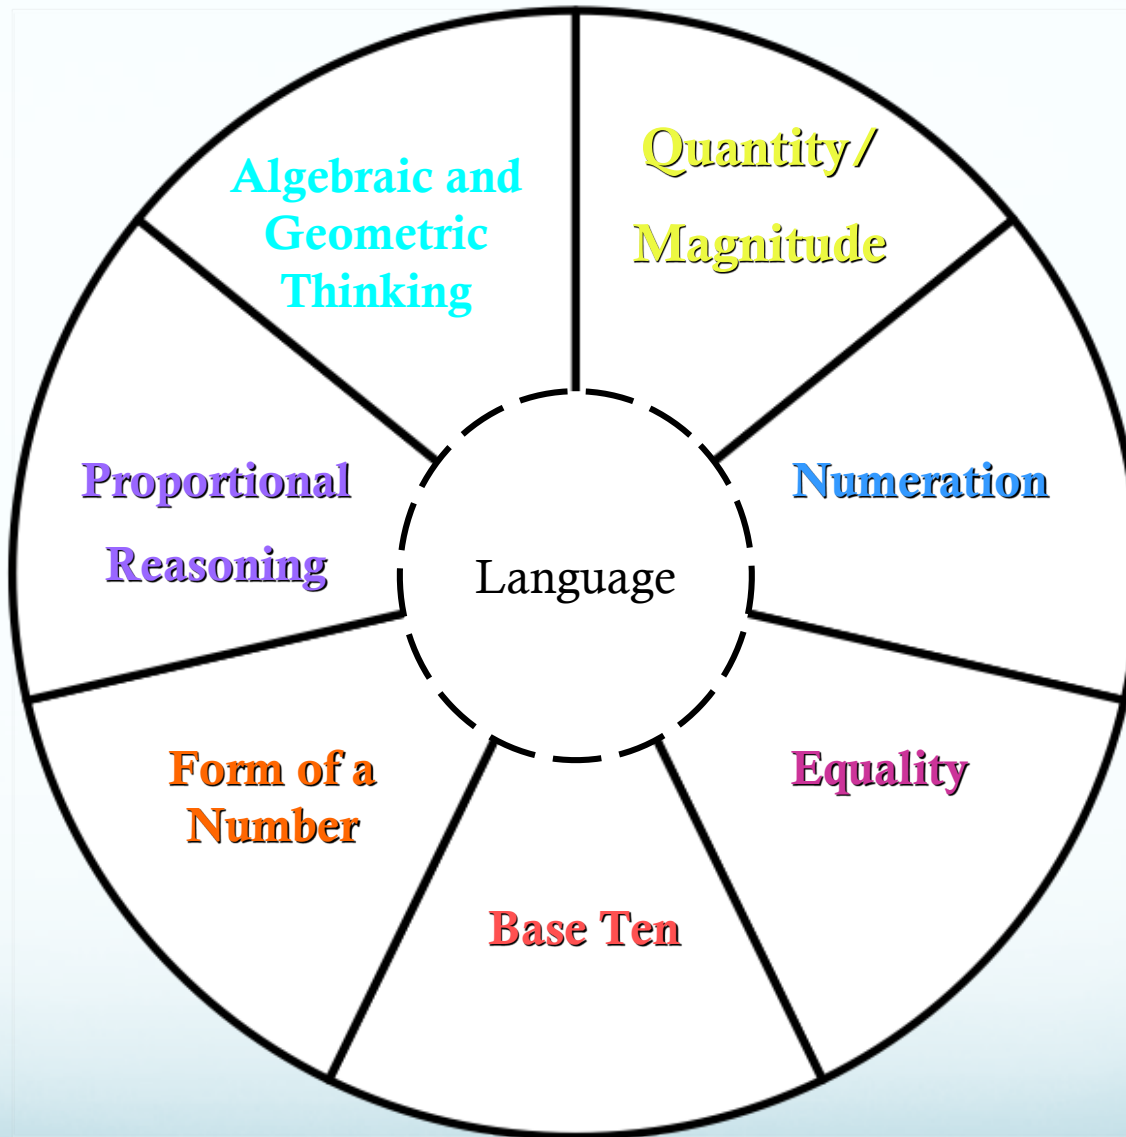 Quantity/
Magnitude
Numeration
Equality
Base Ten
Form of a
Number
Proportional
Reasoning
Algebraic and
Geometric
Thinking
Language